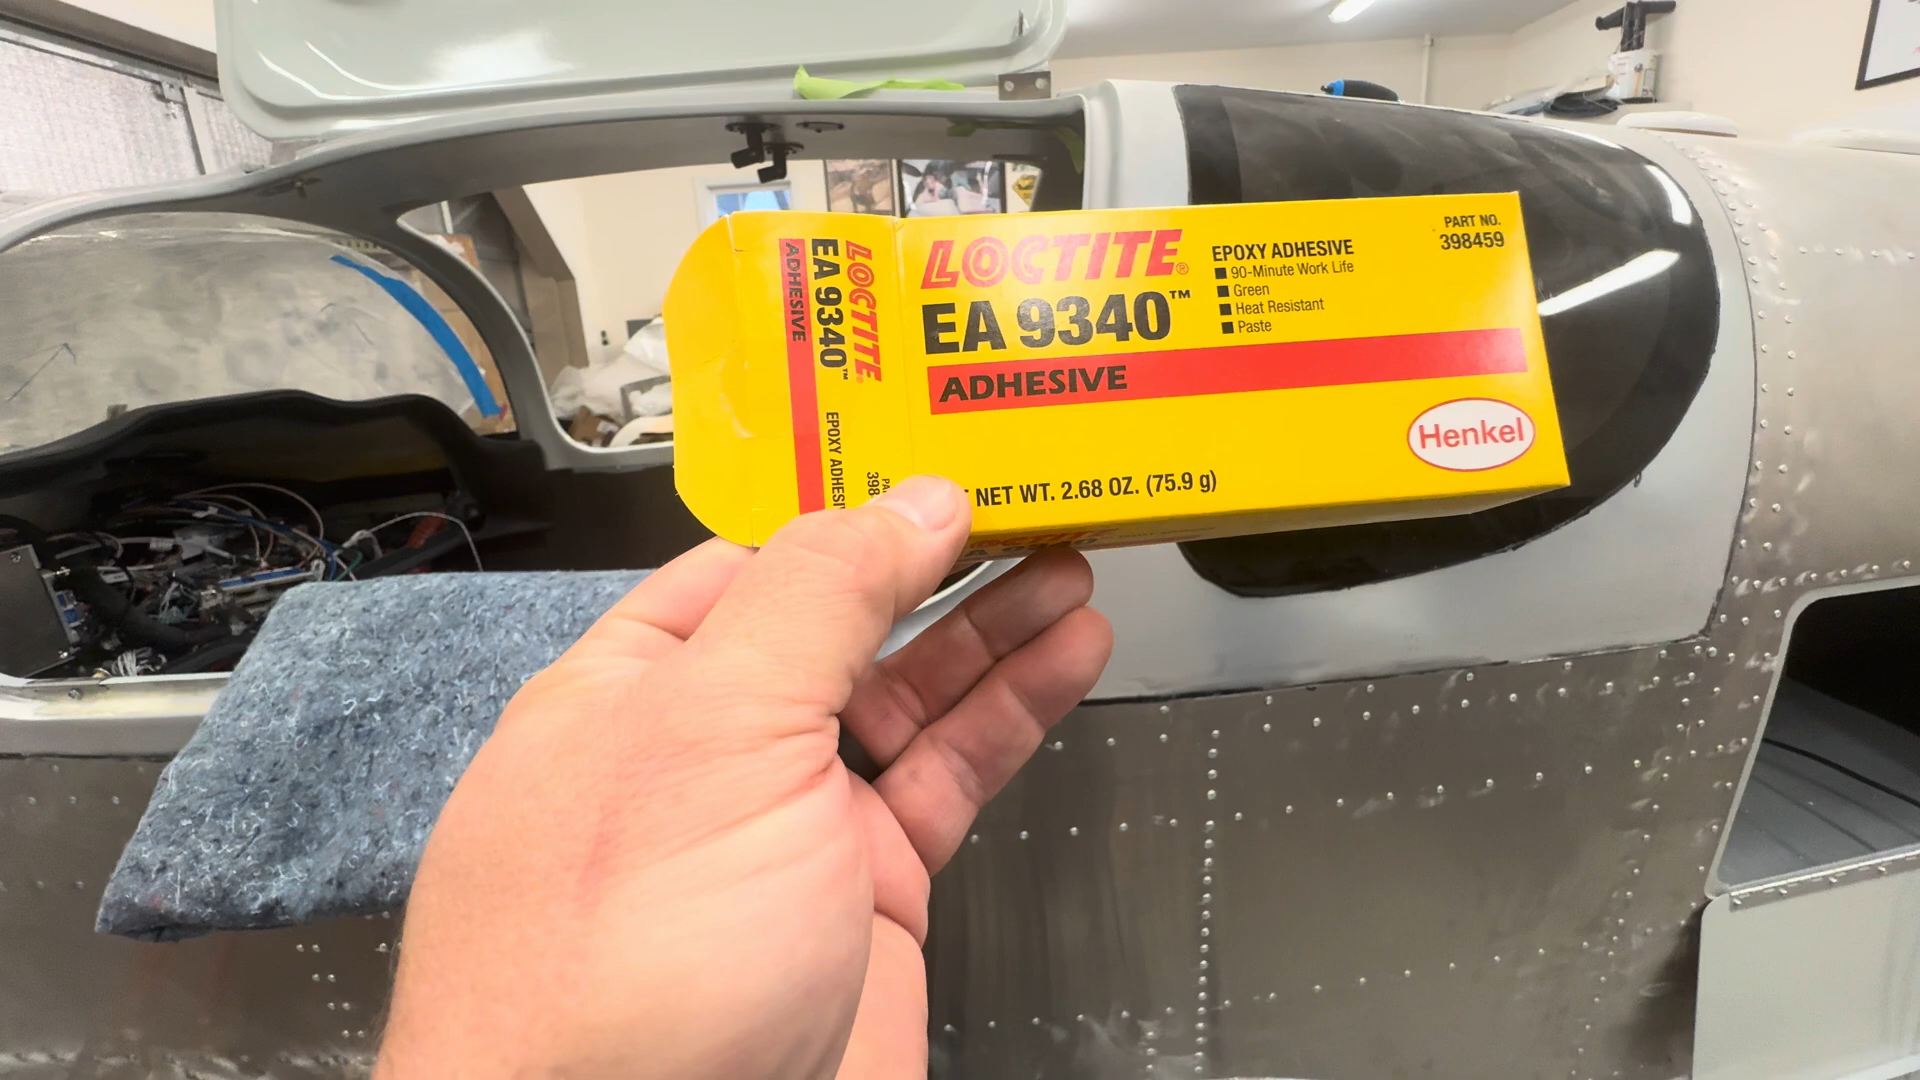 LOCTITE®
EA 9340™
ADHESIVE
EPOXY ADHESIVE
90-Minute Work Life
Green
Heat Resistant
Paste
PART NO.
398459
Henkel
NET WT. 2.68 OZ. (75.9 g)
LOCTITE
EA 9340™
ADHESIVE
EPOXY